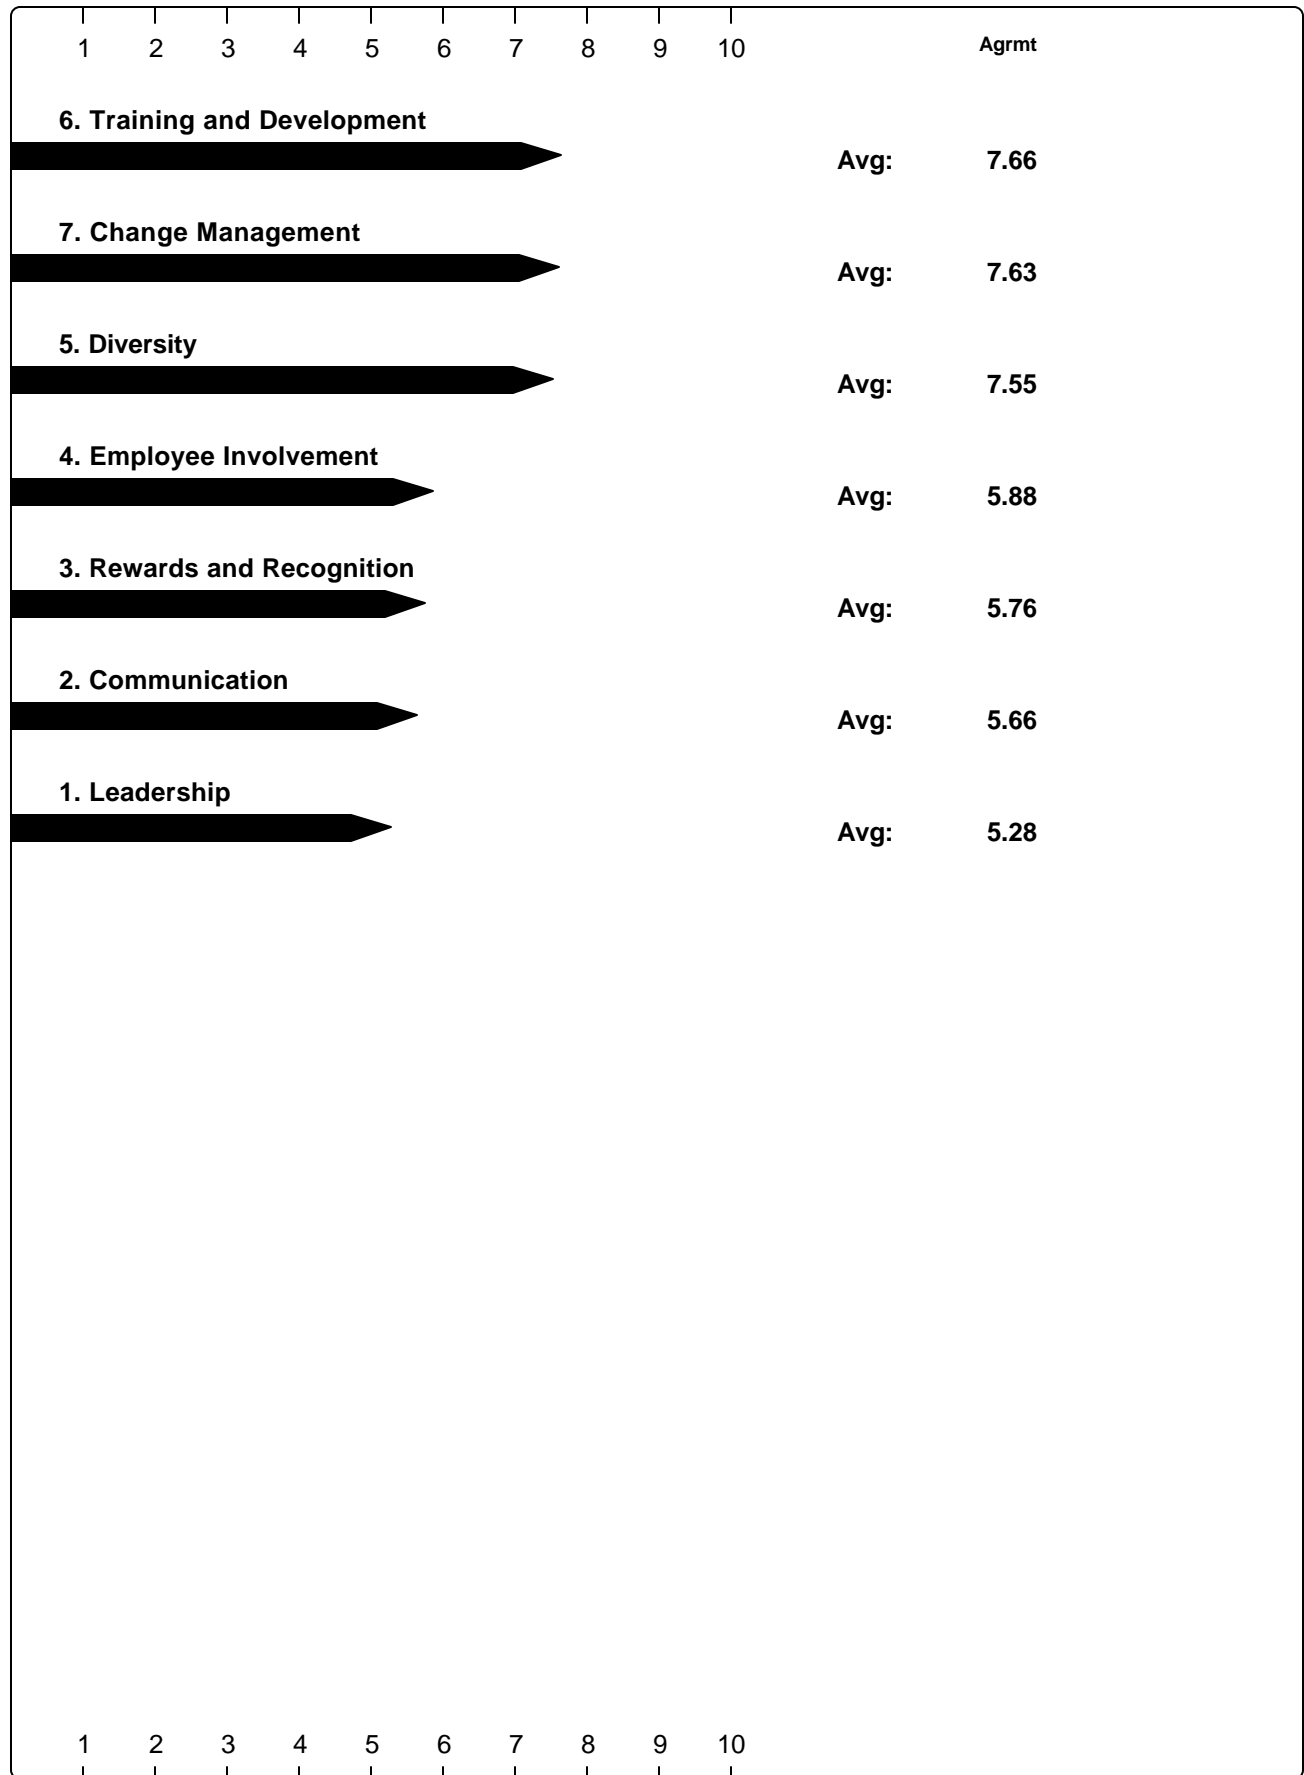 1 2 3 4 5 6 7 8 9 10 Agrmt
6. Training and Development
Avg: 7.66
7. Change Management
Avg: 7.63
5. Diversity
Avg: 7.55
4. Employee Involvement
Avg: 5.88
3. Rewards and Recognition
Avg: 5.76
2. Communication
Avg: 5.66
1. Leadership
Avg: 5.28
1 2 3 4 5 6 7 8 9 10